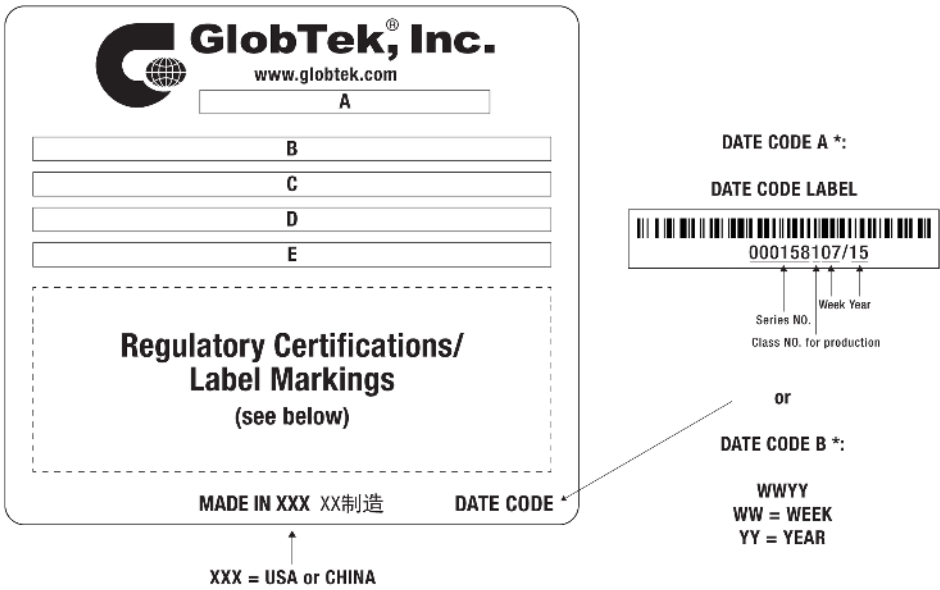 GlobTek,® Inc.
www.globtek.com
A
B
C
D
E
Regulatory Certifications/
Label Markings
(see below)
MADE IN XXX XX制造 DATE CODE
XXX = USA or CHINA
DATE CODE A *:
DATE CODE LABEL
000158107/15
Week Year
Series NO.
Class NO. for production
or
DATE CODE B *:
WWYY
WW = WEEK
YY = YEAR